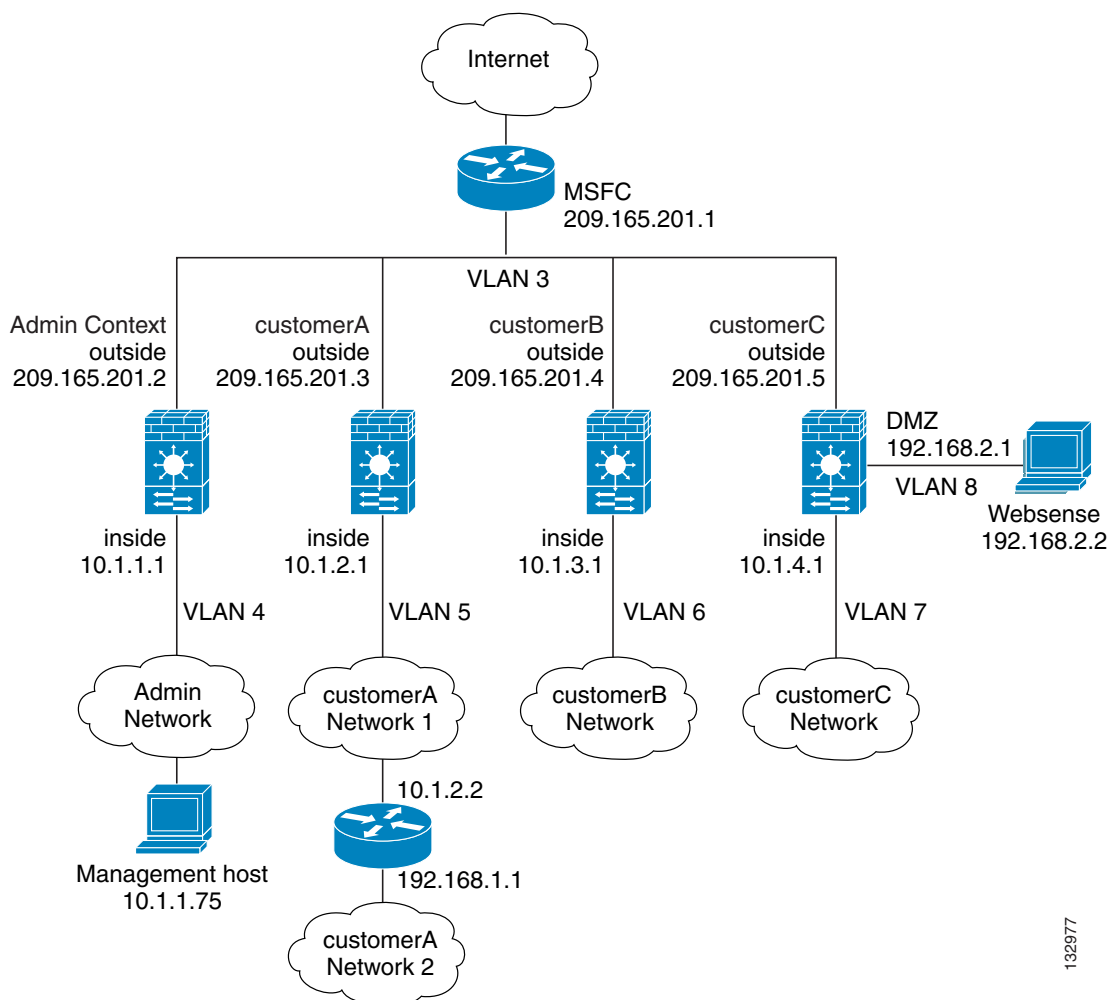 Internet
MSFC
209.165.201.1
VLAN 3
Admin Context
outside
209.165.201.2
customerA
outside
209.165.201.3
customerB
outside
209.165.201.4
customerC
outside
209.165.201.5
DMZ
192.168.2.1
VLAN 8
Websense
192.168.2.2
inside
10.1.1.1
inside
10.1.2.1
inside
10.1.3.1
inside
10.1.4.1
VLAN 4
VLAN 5
VLAN 6
VLAN 7
Admin
Network
customerA
Network 1
customerB
Network
customerC
Network
10.1.2.2
Management host
10.1.1.75
192.168.1.1
customerA
Network 2
132977